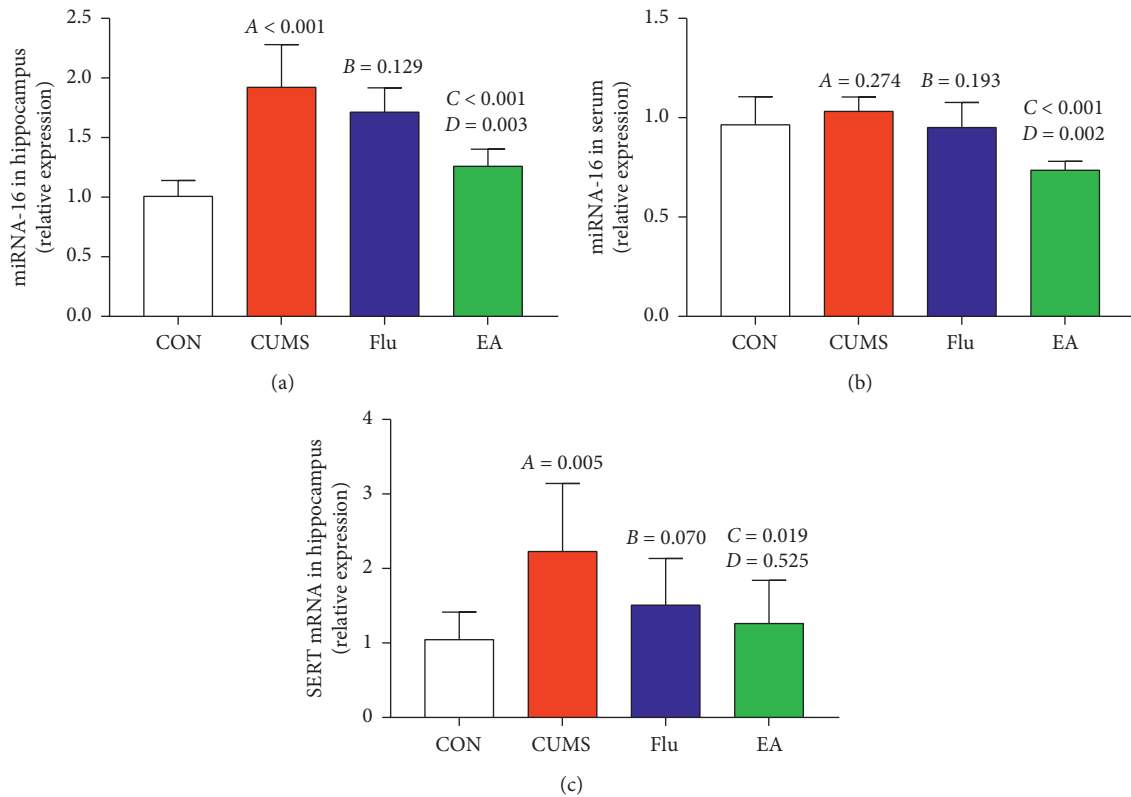 miRNA-16 in hippocampus
(relative expression)
2.5
2.0
1.5
1.0
0.5
0.0
A < 0.001
B = 0.129
C < 0.001
D = 0.003
CON CUMS Flu EA
(a)
miRNA-16 in serum
(relative expression)
1.5
1.0
0.5
0.0
A = 0.274
B = 0.193
C < 0.001
D = 0.002
CON CUMS Flu EA
(b)
SERT mRNA in hippocampus
(relative expression)
4
3
2
1
0
A = 0.005
B = 0.070
C = 0.019
D = 0.525
CON CUMS Flu EA
(c)